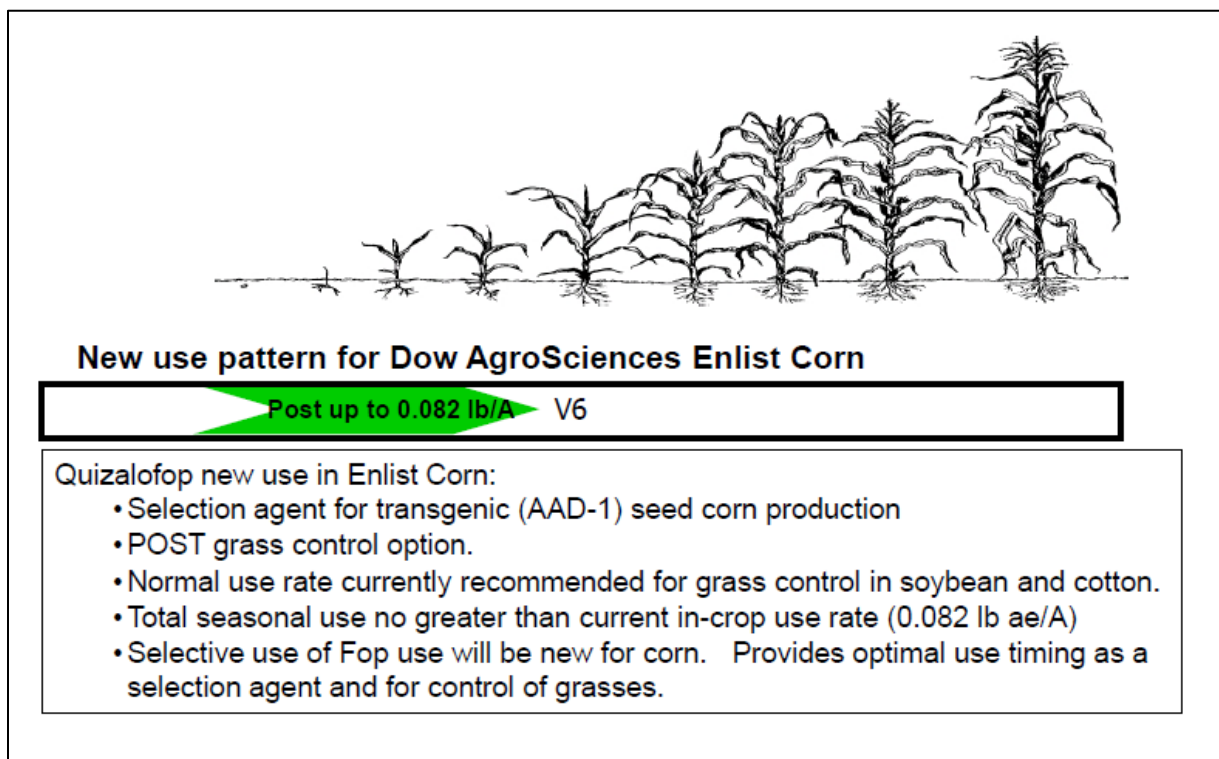 New use pattern for Dow AgroSciences Enlist Corn
Post up to 0.082 lb/A V6
Quizalofop new use in Enlist Corn:
• Selection agent for transgenic (AAD-1) seed corn production
• POST grass control option.
• Normal use rate currently recommended for grass control in soybean and cotton.
• Total seasonal use no greater than current in-crop use rate (0.082 lb ae/A)
• Selective use of Fop use will be new for corn.   Provides optimal use timing as a
selection agent and for control of grasses.